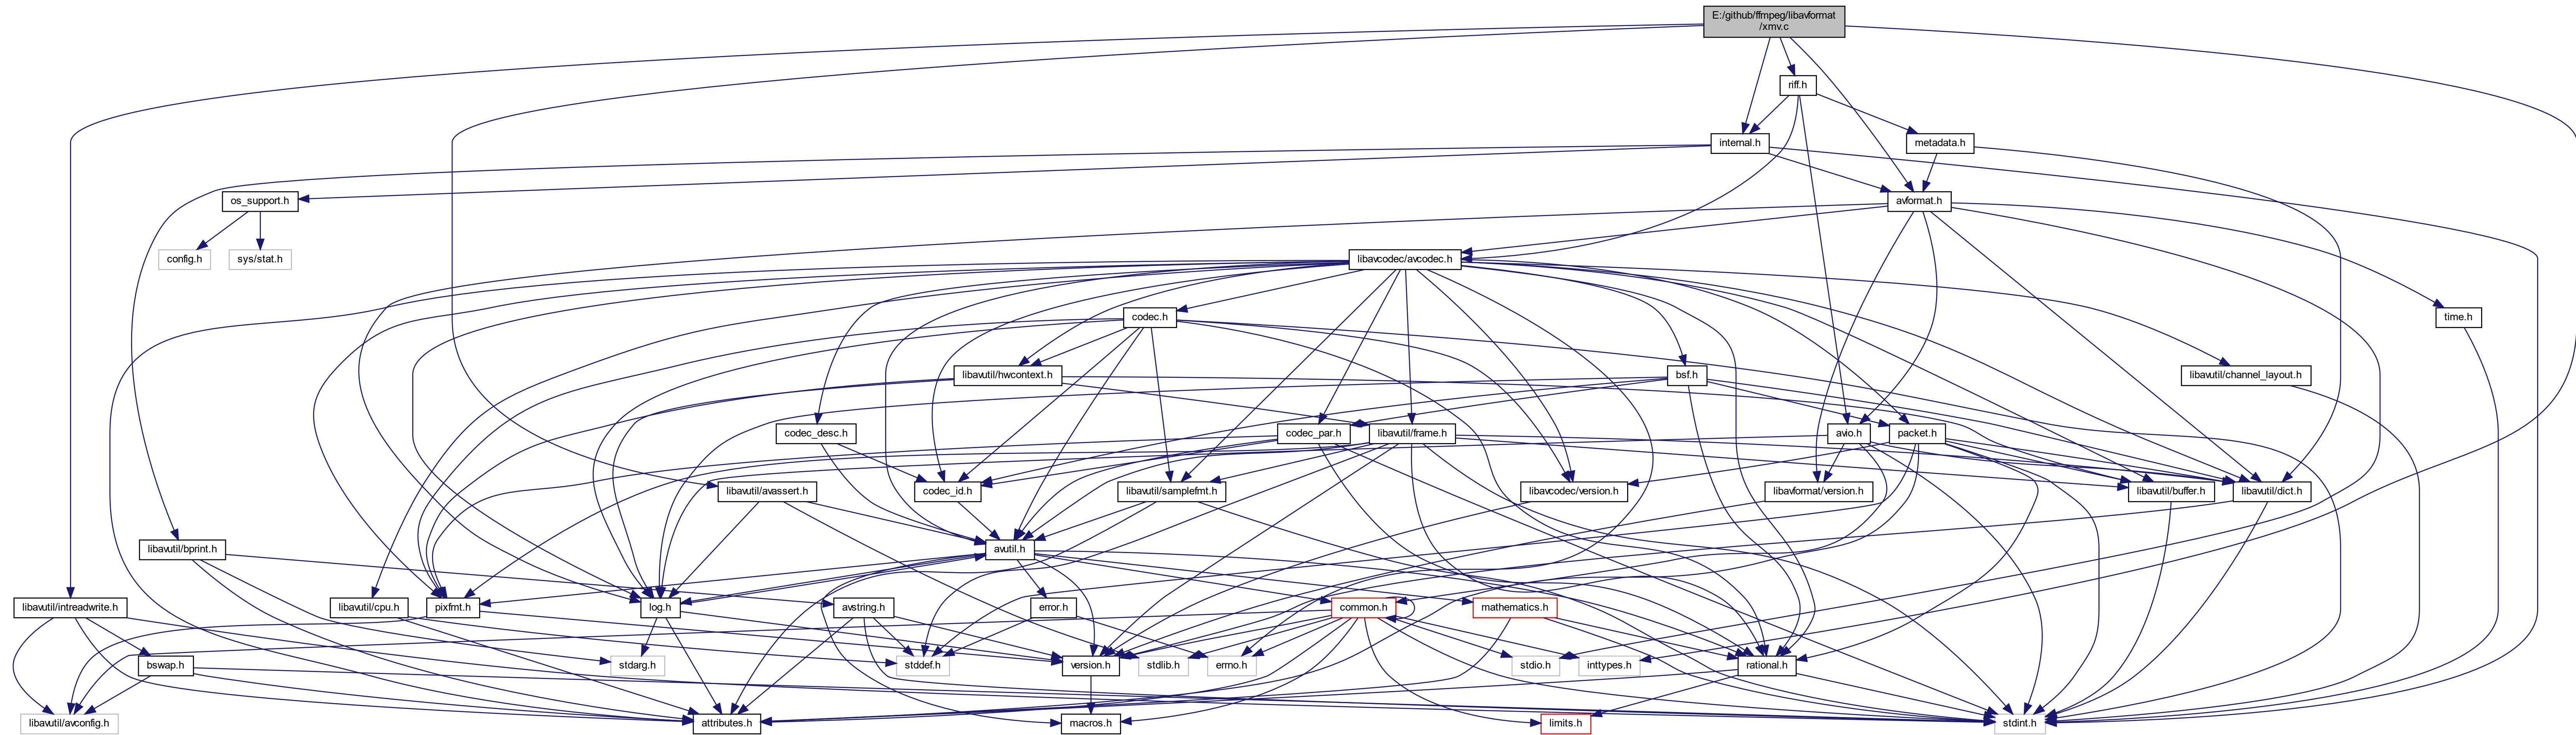 E:/github/ffmpeg/libavformat
/xmv.c
riff.h
internal.h
metadata.h
os_support.h
avformat.h
config.h
sys/stat.h
libavcodec/avcodec.h
codec.h
time.h
libavutil/hwcontext.h
bsf.h
libavutil/channel_layout.h
codec_desc.h
codec_par.h
libavutil/frame.h
avio.h
packet.h
libavutil/avassert.h
codec_id.h
libavutil/samplefmt.h
libavcodec/version.h
libavformat/version.h
libavutil/buffer.h
libavutil/dict.h
libavutil/bprint.h
avutil.h
libavutil/intreadwrite.h
libavutil/cpu.h
pixfmt.h
log.h
avstring.h
error.h
common.h
mathematics.h
bswap.h
stdarg.h
stddef.h
version.h
stdlib.h
errno.h
stdio.h
inttypes.h
rational.h
libavutil/avconfig.h
attributes.h
macros.h
limits.h
stdint.h